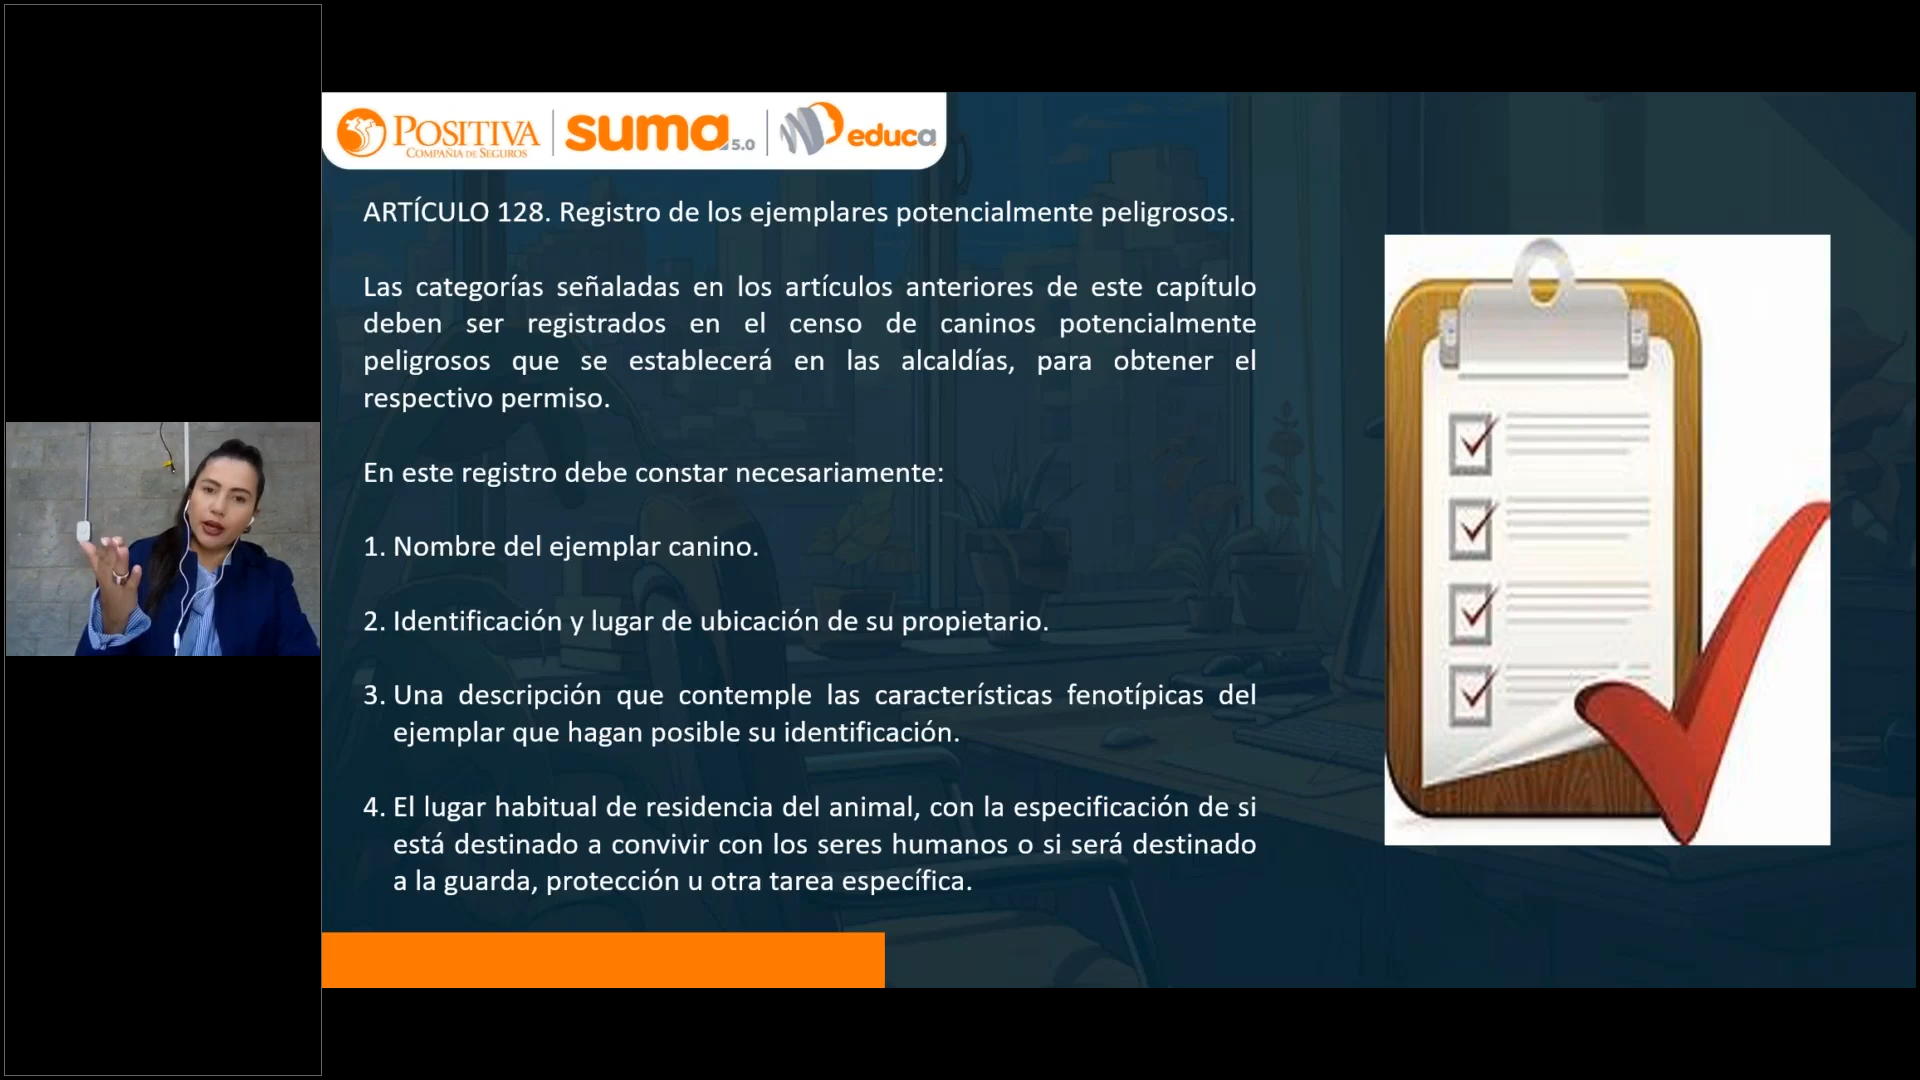 POSITIVA
COMPAÑÍA DE SEGUROS
suma 5.0
educa
ARTÍCULO 128. Registro de los ejemplares potencialmente peligrosos.
Las categorías señaladas en los artículos anteriores de este capítulo
deben ser registrados en el censo de caninos potencialmente
peligrosos que se establecerá en las alcaldías, para obtener el
respectivo permiso.
En este registro debe constar necesariamente:
1. Nombre del ejemplar canino.
2. Identificación y lugar de ubicación de su propietario.
3. Una descripción que contemple las características fenotípicas del
ejemplar que hagan posible su identificación.
4. El lugar habitual de residencia del animal, con la especificación de si
está destinado a convivir con los seres humanos o si será destinado
a la guarda, protección u otra tarea específica.